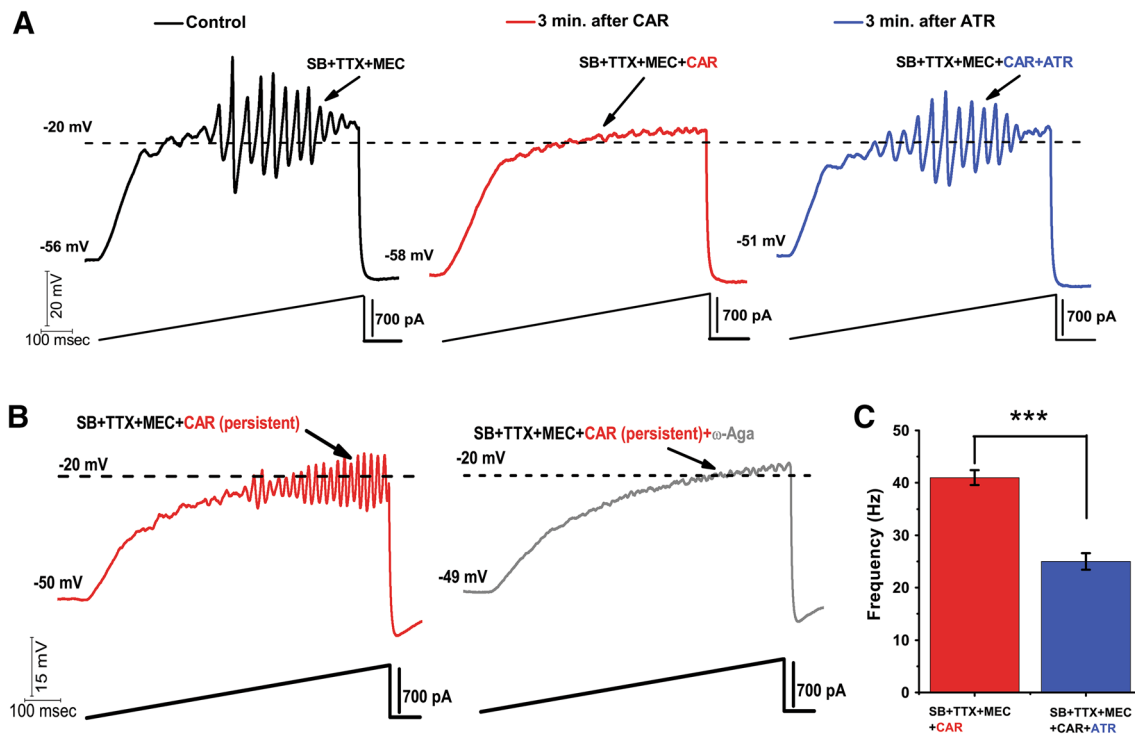 A
Control
3 min. after CAR
3 min. after ATR
SB+TTX+MEC
SB+TTX+MEC+CAR
SB+TTX+MEC+CAR+ATR
-20 mV
-20 mV
-56 mV
-58 mV
-51 mV
20 mV
100 msec
700 pA
700 pA
700 pA
B
SB+TTX+MEC+CAR (persistent)
SB+TTX+MEC+CAR (persistent)+ω-Aga
-20 mV
-20 mV
-50 mV
-49 mV
15 mV
100 msec
700 pA
700 pA
C
***
Frequency (Hz)
50
40
30
20
10
0
SB+TTX+MEC
+CAR
SB+TTX+MEC
+CAR+ATR